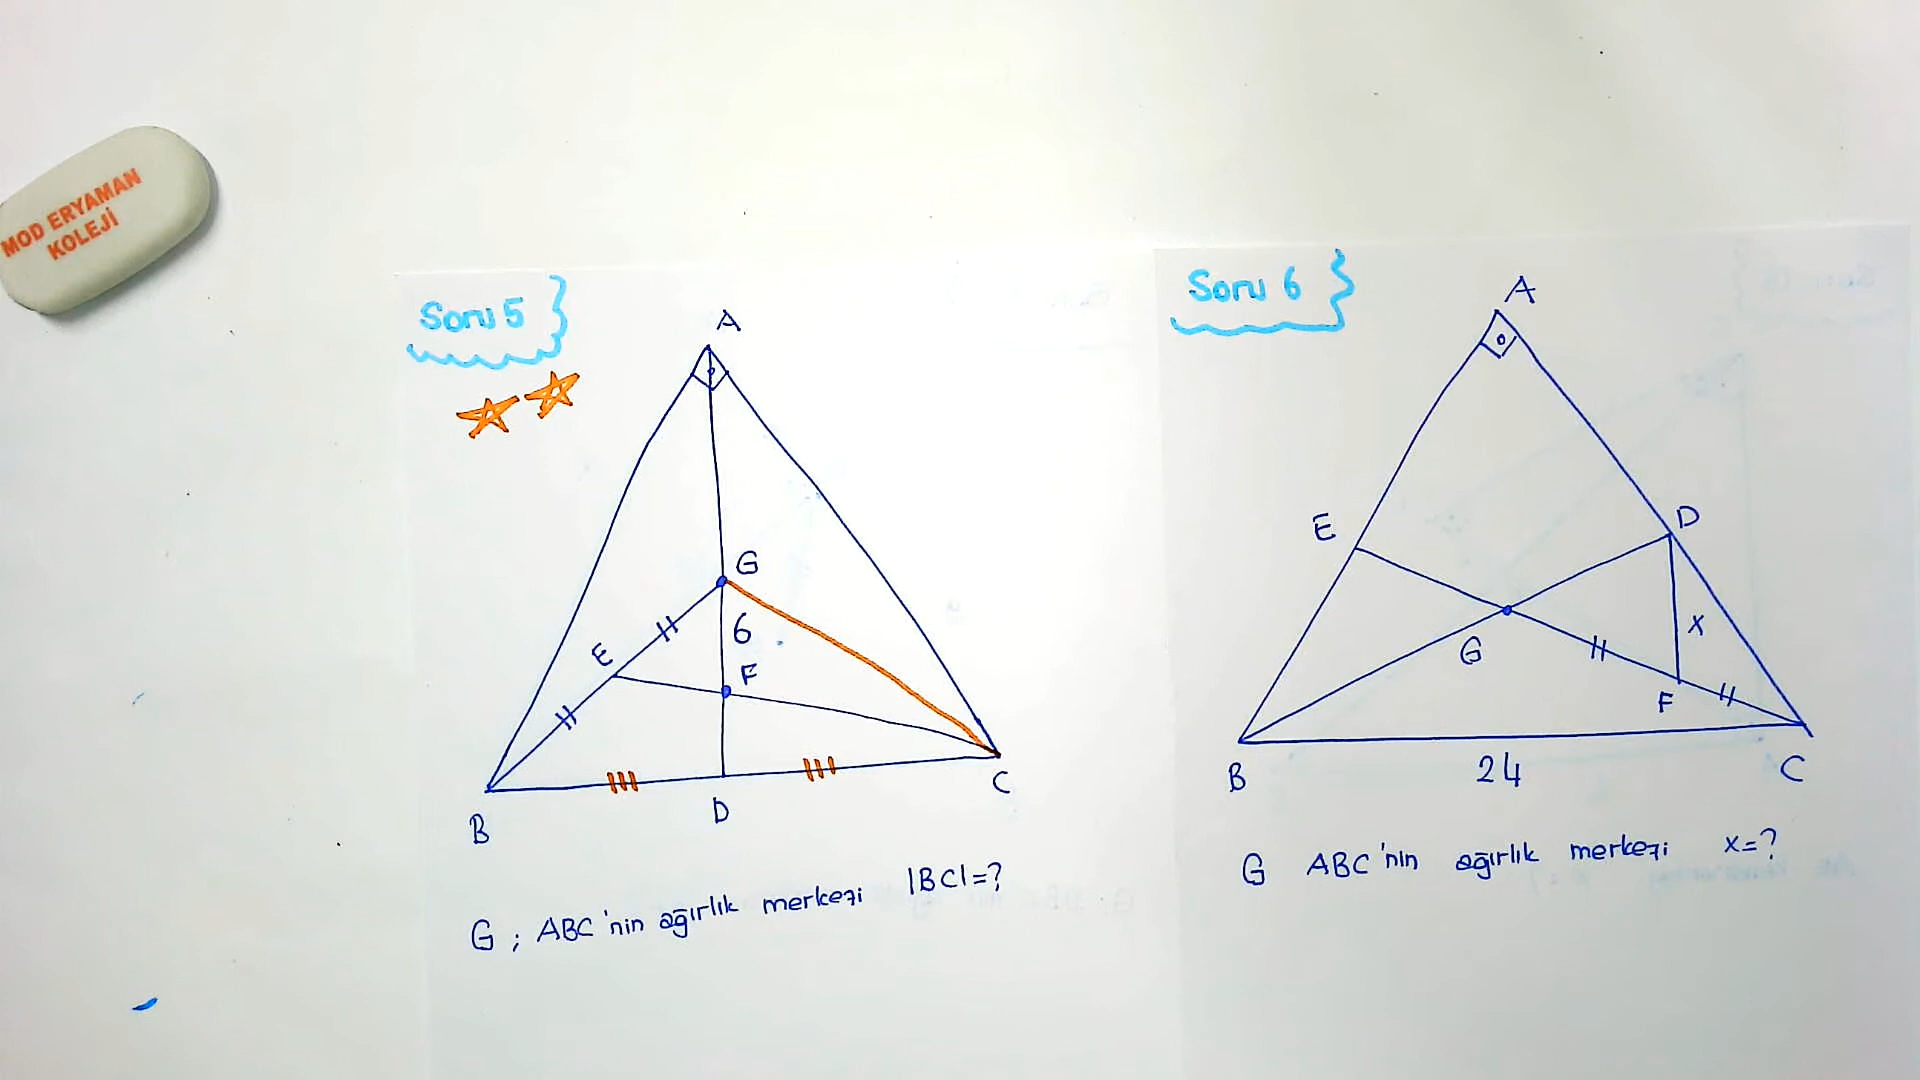 MOD ERYAMAN
KOLEJİ
Soru 5
A
G
6
E
F
B
D
C
G ; ABC'nin ağırlık merkezi |BC|=?
Soru 6
A
E
D
x
G
F
B
24
C
G ABC'nin ağırlık merkezi x=?